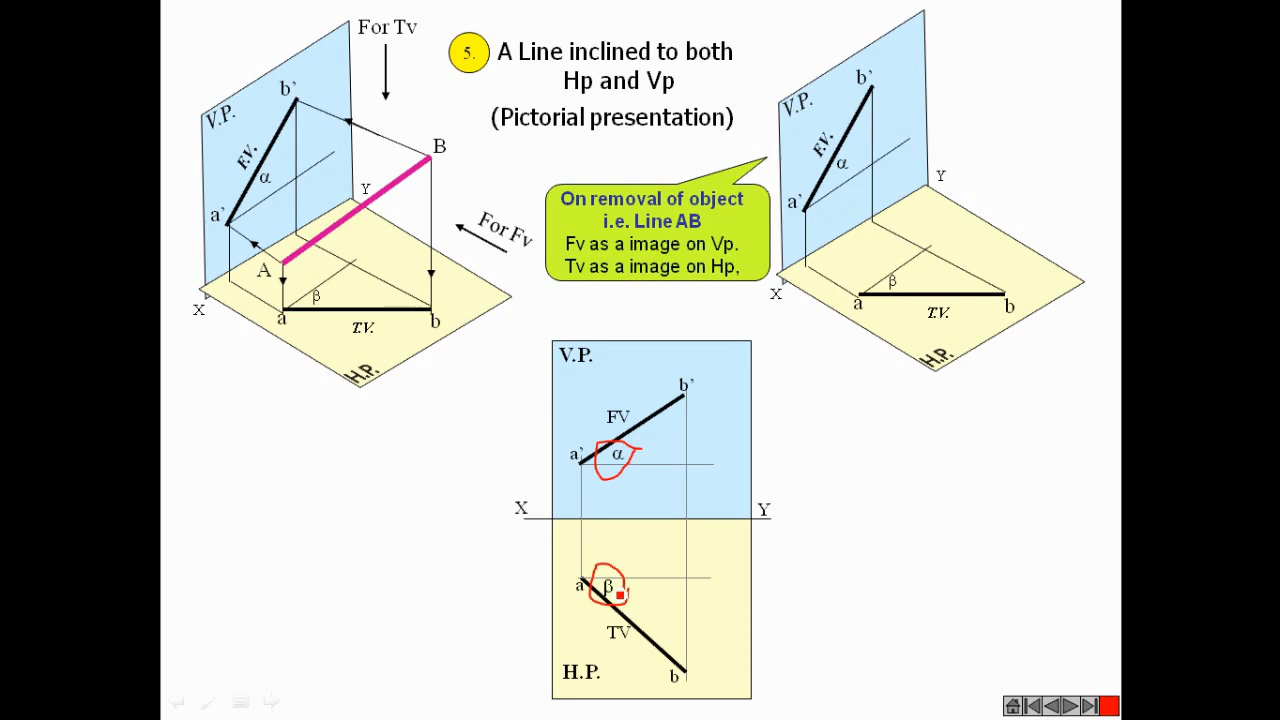 5.
A Line inclined to both
Hp and Vp
(Pictorial presentation)
For Tv
V.P.
b'
B
F.V.
α
Y
a'
For Fv
A
X
β
a
b
T.V.
H.P.
On removal of object
i.e. Line AB
Fv as a image on Vp.
Tv as a image on Hp,
V.P.
b'
F.V.
α
Y
a'
X
β
a
b
T.V.
H.P.
V.P.
b'
FV
a'
α
X
Y
a
β
TV
H.P.
b